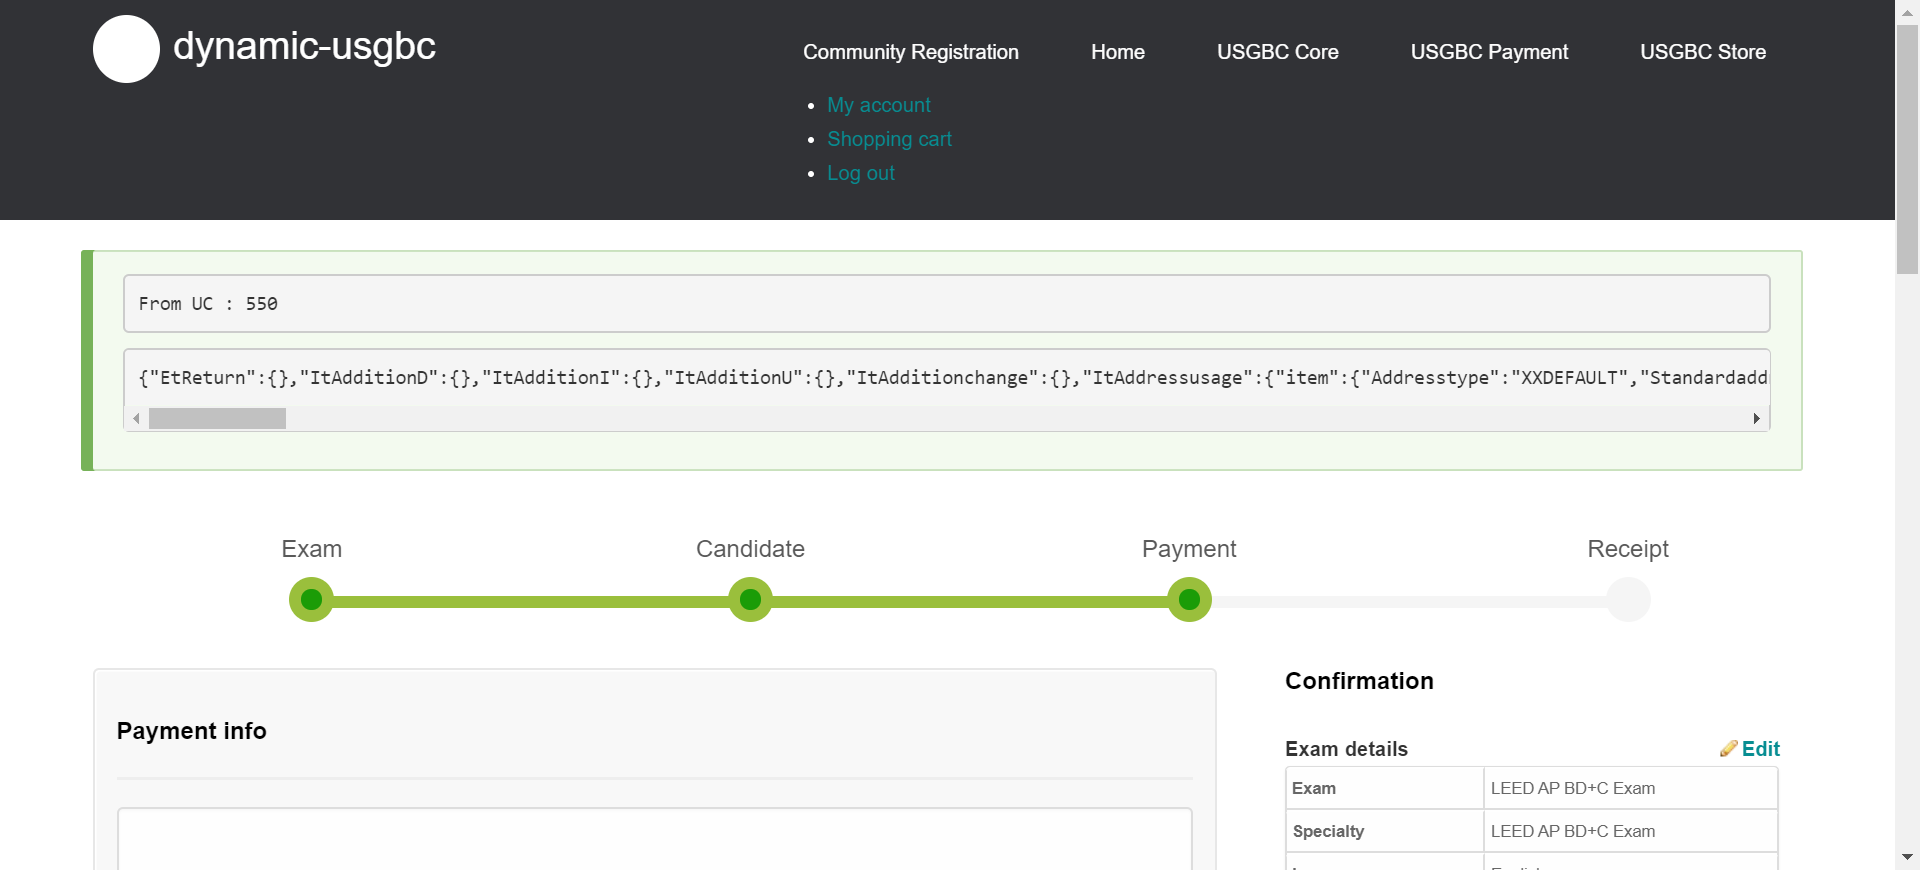 dynamic-usgbc
Community Registration Home USGBC Core USGBC Payment USGBC Store
My account
Shopping cart
Log out
From UC : 550
{"EtReturn":{},"ItAdditionD":{},"ItAdditionI":{},"ItAdditionU":{},"ItAdditionchange":{},"ItAddressusage":{"item":{"Addresstype":"XXDEFAULT","Standardadd
Exam Candidate Payment Receipt
Payment info
Confirmation
Exam details Edit
Exam LEED AP BD+C Exam
Specialty LEED AP BD+C Exam